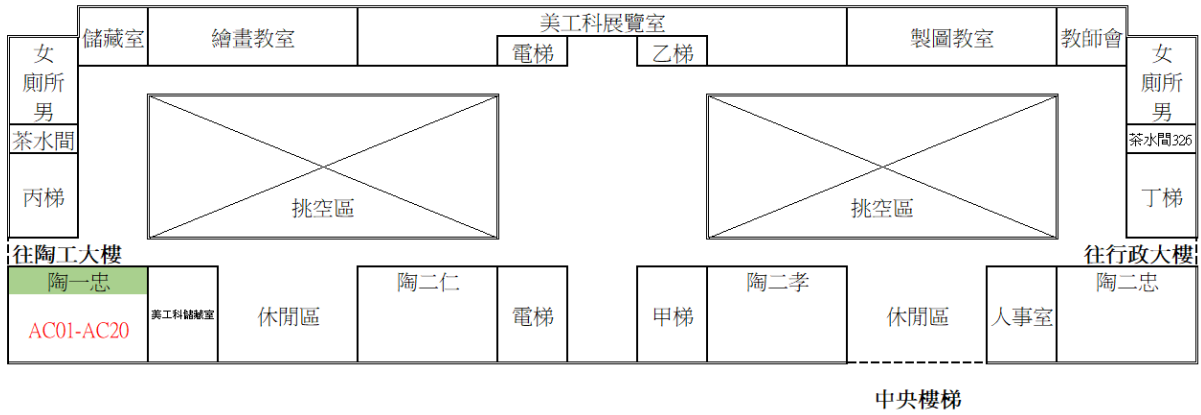 儲藏室
繪畫教室
美工科展覽室
製圖教室
教師會
電梯
乙梯
女
廁所
男
茶水間
丙梯
女
廁所
男
茶水間326
丁梯
挑空區
挑空區
往陶工大樓
往行政大樓
陶一忠
AC01-AC20
美工科儲藏室
休閒區
陶二仁
電梯
甲梯
陶二孝
休閒區
人事室
陶二忠
中央樓梯